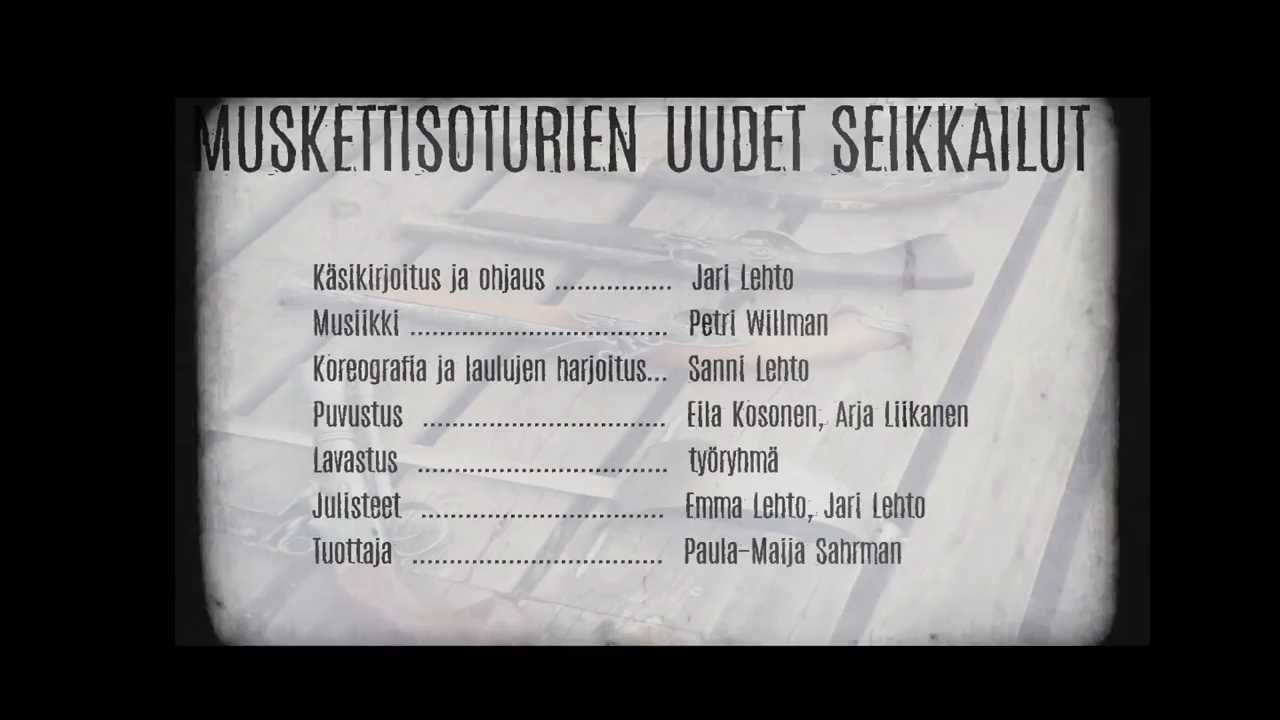 MUSKETTISOTURIEN UUDET SEIKKAILUT
Käsikirjoitus ja ohjaus ................ Jari Lehto
Musiikki ................................... Petri Willman
Koreografia ja laulujen harjoitus... Sanni Lehto
Puvustus ................................. Eila Kosonen, Arja Liikanen
Lavastus .................................. työryhmä
Julisteet ................................. Emma Lehto, Jari Lehto
Tuottaja .................................. Paula-Maija Sahrman